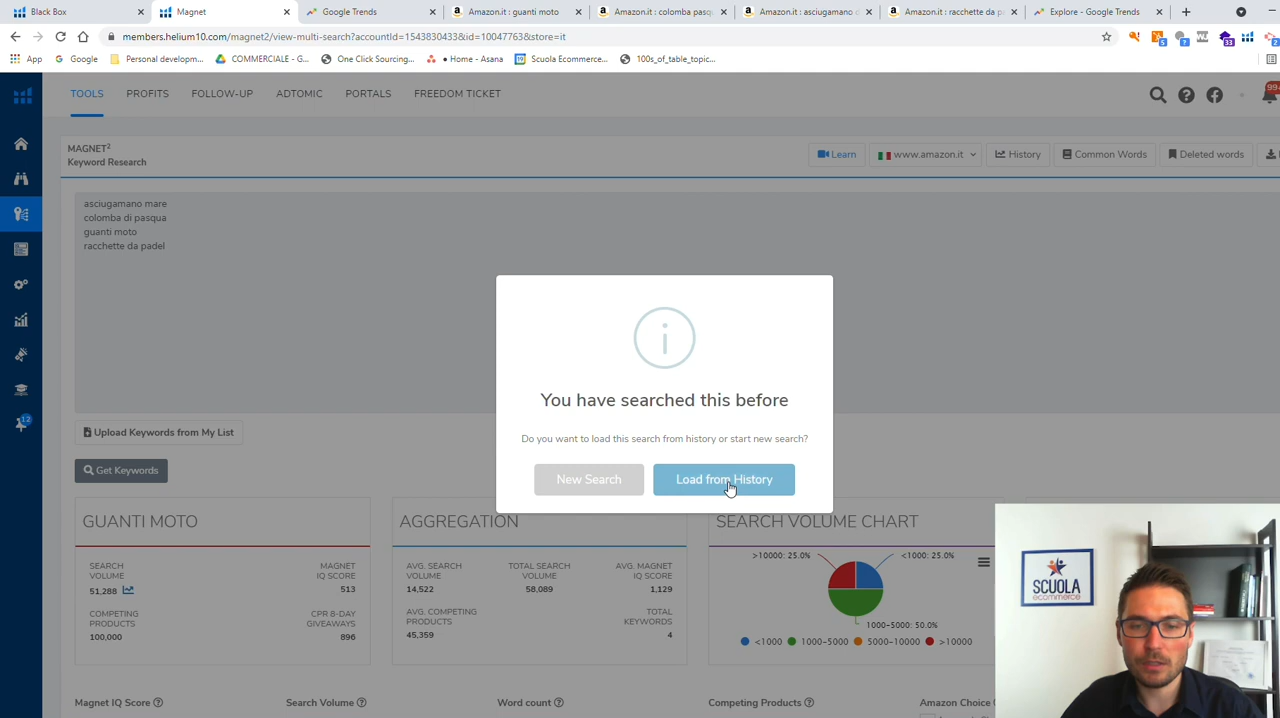 Black Box
Magnet
Google Trends
Amazon.it : guanti moto
Amazon.it : colomba pasqu
Amazon.it : asciugamano d
Amazon.it : racchette da p
Explore - Google Trends
members.helium10.com/magnet2/view-multi-search?accountId=1543830433&id=10047763&store=it
App
Google
Personal developm...
COMMERCIALE - G...
One Click Sourcing...
• Home - Asana
Scuola Ecommerce...
100s_of_table_topic...
TOOLS
PROFITS
FOLLOW-UP
ADTOMIC
PORTALS
FREEDOM TICKET
99+
MAGNET²
Keyword Research
Learn
www.amazon.it
History
Common Words
Deleted words
asciugamano mare
colomba di pasqua
guanti moto
racchette da padel
You have searched this before
Do you want to load this search from history or start new search?
New Search
Load from History
Upload Keywords from My List
Get Keywords
12
GUANTI MOTO
SEARCH VOLUME
51,288
MAGNET IQ SCORE
513
COMPETING PRODUCTS
100,000
CPR 8-DAY GIVEAWAYS
896
AGGREGATION
AVG. SEARCH VOLUME
14,522
TOTAL SEARCH VOLUME
58,089
AVG. MAGNET IQ SCORE
1,129
AVG. COMPETING PRODUCTS
45,359
TOTAL KEYWORDS
4
SEARCH VOLUME CHART
>10000: 25.0%
<1000: 25.0%
1000-5000: 50.0%
<1000
1000-5000
5000-10000
>10000
Magnet IQ Score
Search Volume
Word count
Competing Products
Amazon Choice
SCUOLA
ecommerce